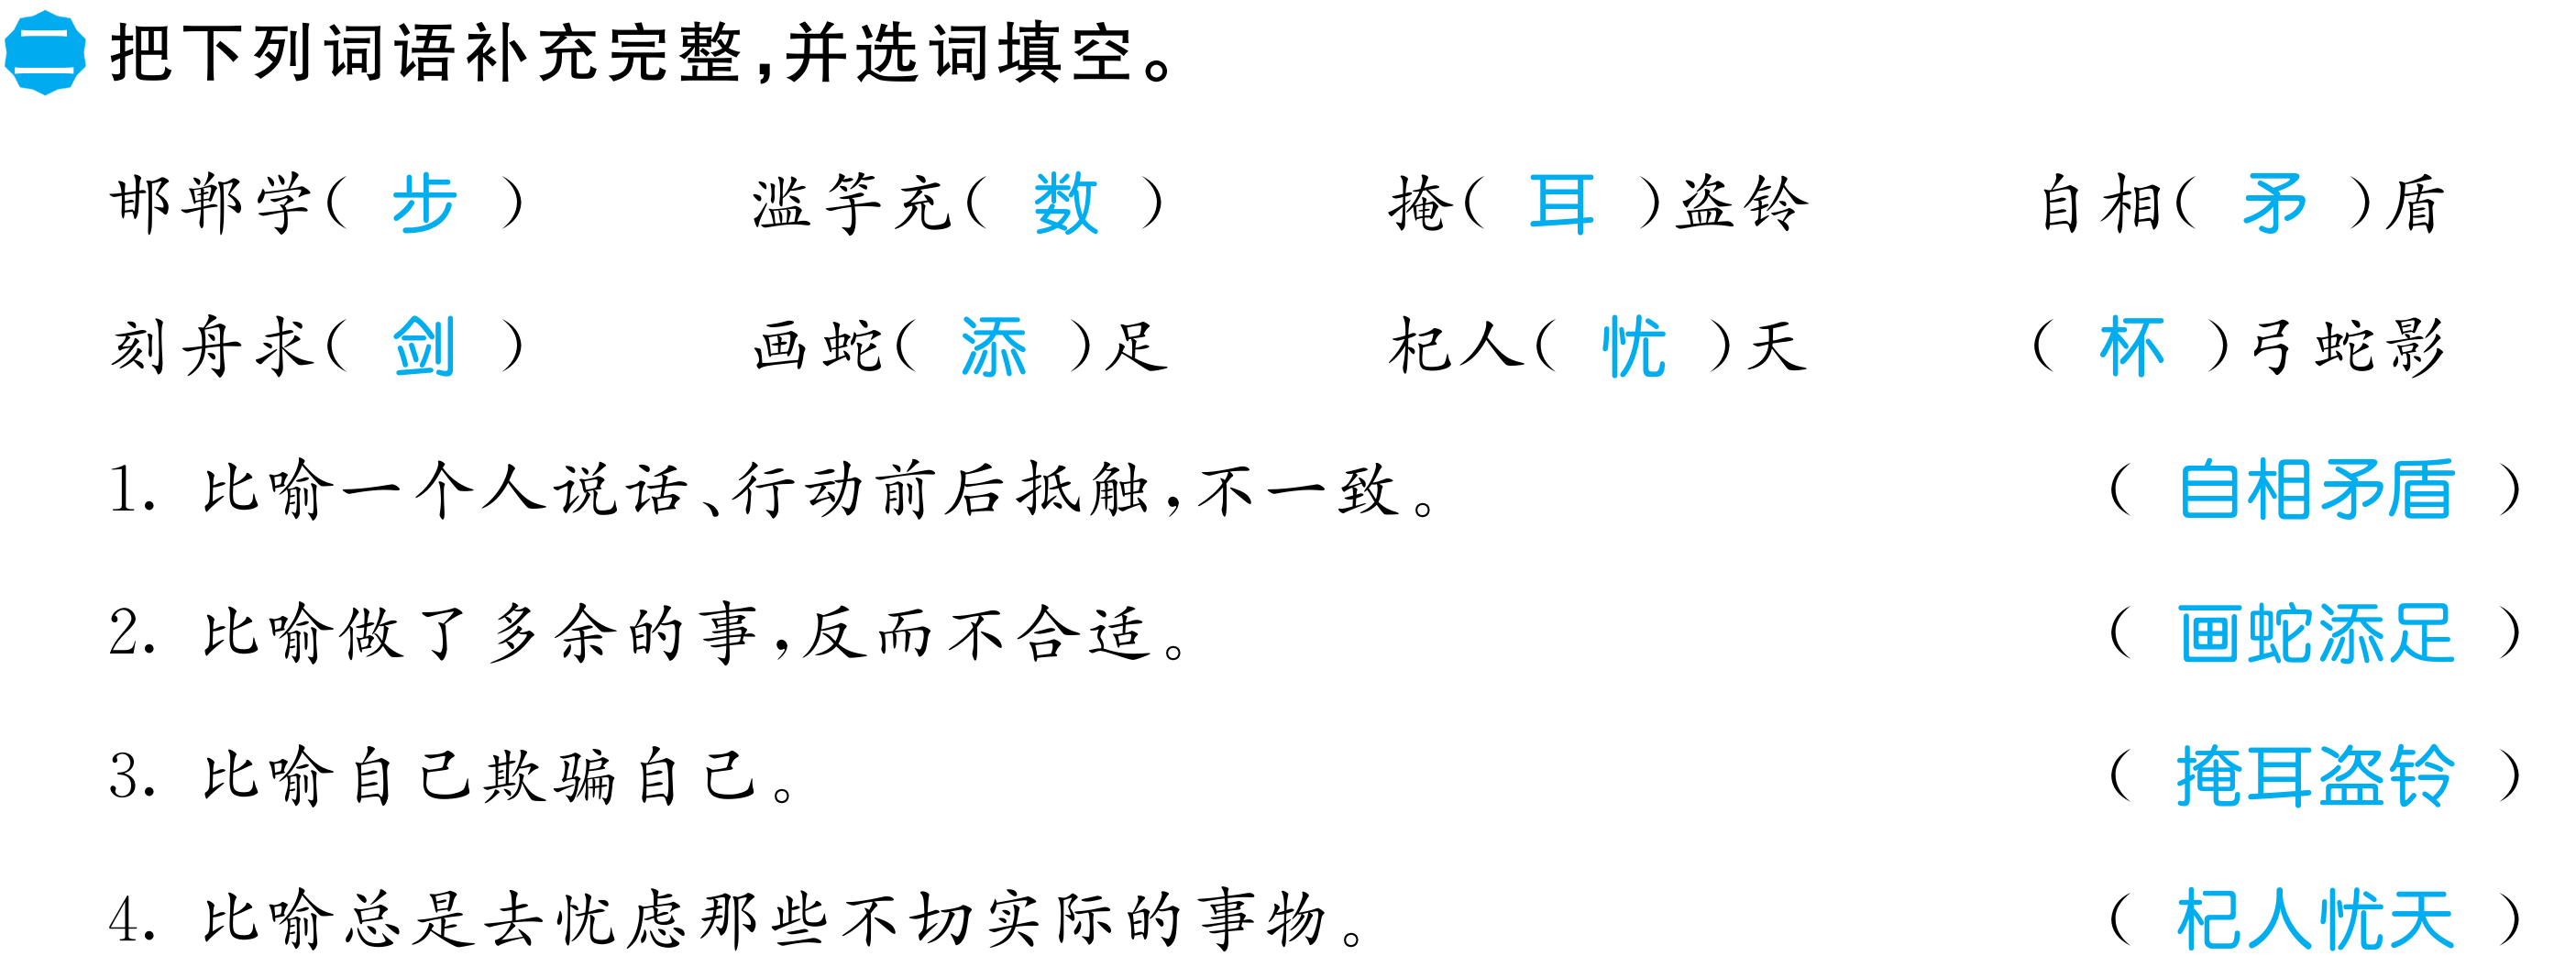 二 把下列词语补充完整,并选词填空。
邯郸学( 步 ) 滥竽充( 数 ) 掩( 耳 )盗铃 自相( 矛 )盾
刻舟求( 剑 ) 画蛇( 添 )足 杞人( 忧 )天 ( 杯 )弓蛇影
1. 比喻一个人说话、行动前后抵触,不一致。 ( 自相矛盾 )
2. 比喻做了多余的事,反而不合适。 ( 画蛇添足 )
3. 比喻自己欺骗自己。 ( 掩耳盗铃 )
4. 比喻总是去忧虑那些不切实际的事物。 ( 杞人忧天 )